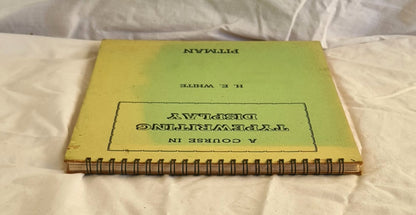 A COURSE IN
TYPEWRITING
DISPLAY
H. E. WHITE
PITMAN